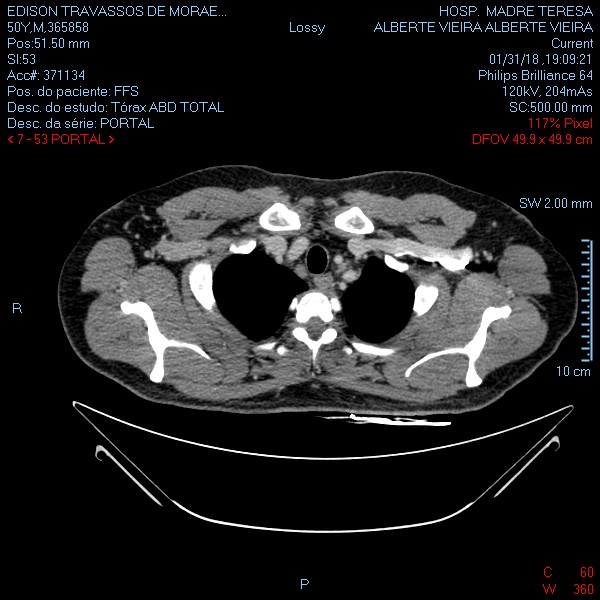 EDISON TRAVASSOS DE MORAE...
50Y,M,365858
Pos:51.50 mm
SI:53
Acc#: 371134
Pos. do paciente: FFS
Desc. do estudo: Tórax ABD TOTAL
Desc. da série: PORTAL
< 7 - 53 PORTAL >
Lossy
HOSP. MADRE TERESA
ALBERTE VIEIRA ALBERTE VIEIRA
Current
01/31/18 ,19:09:21
Philips Brilliance 64
120kV, 204mAs
SC:500.00 mm
117% Pixel
DFOV 49.9 x 49.9 cm
SW 2.00 mm
R
10 cm
P
C 60
W 360